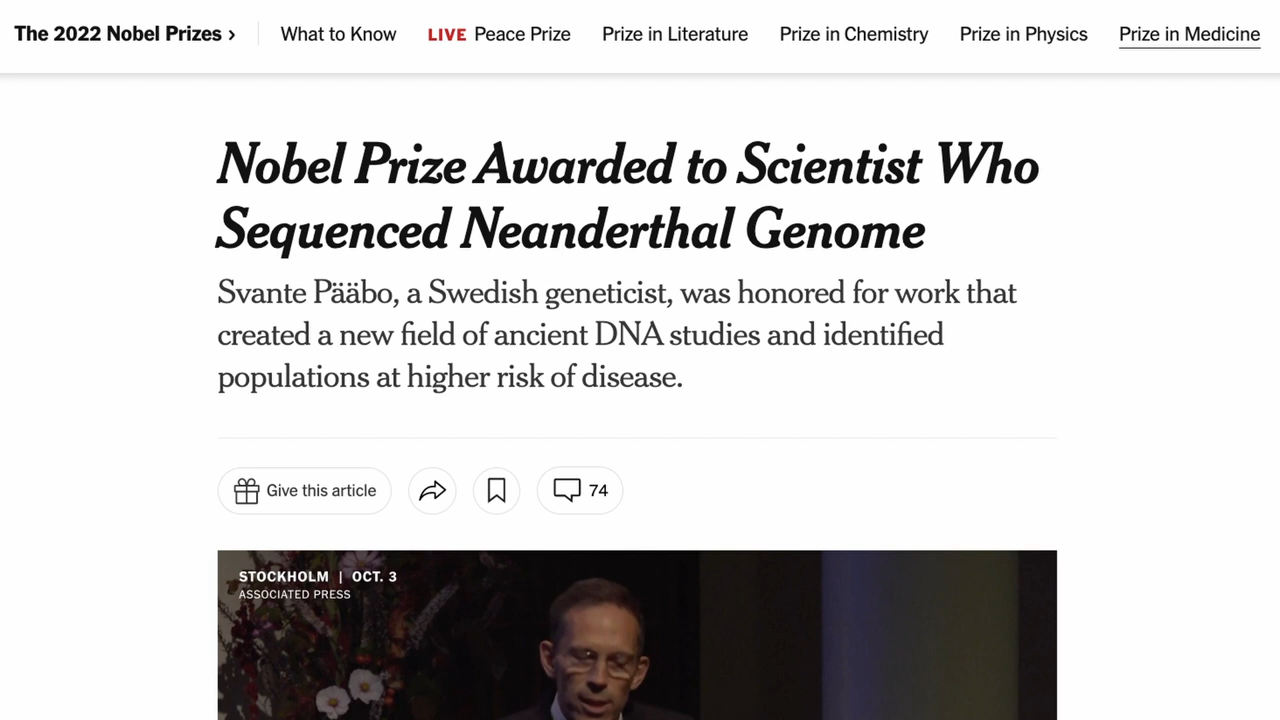 The 2022 Nobel Prizes › What to Know LIVE Peace Prize Prize in Literature Prize in Chemistry Prize in Physics Prize in Medicine
Nobel Prize Awarded to Scientist Who
Sequenced Neanderthal Genome
Svante Pääbo, a Swedish geneticist, was honored for work that
created a new field of ancient DNA studies and identified
populations at higher risk of disease.
Give this article 74
STOCKHOLM | OCT. 3
ASSOCIATED PRESS